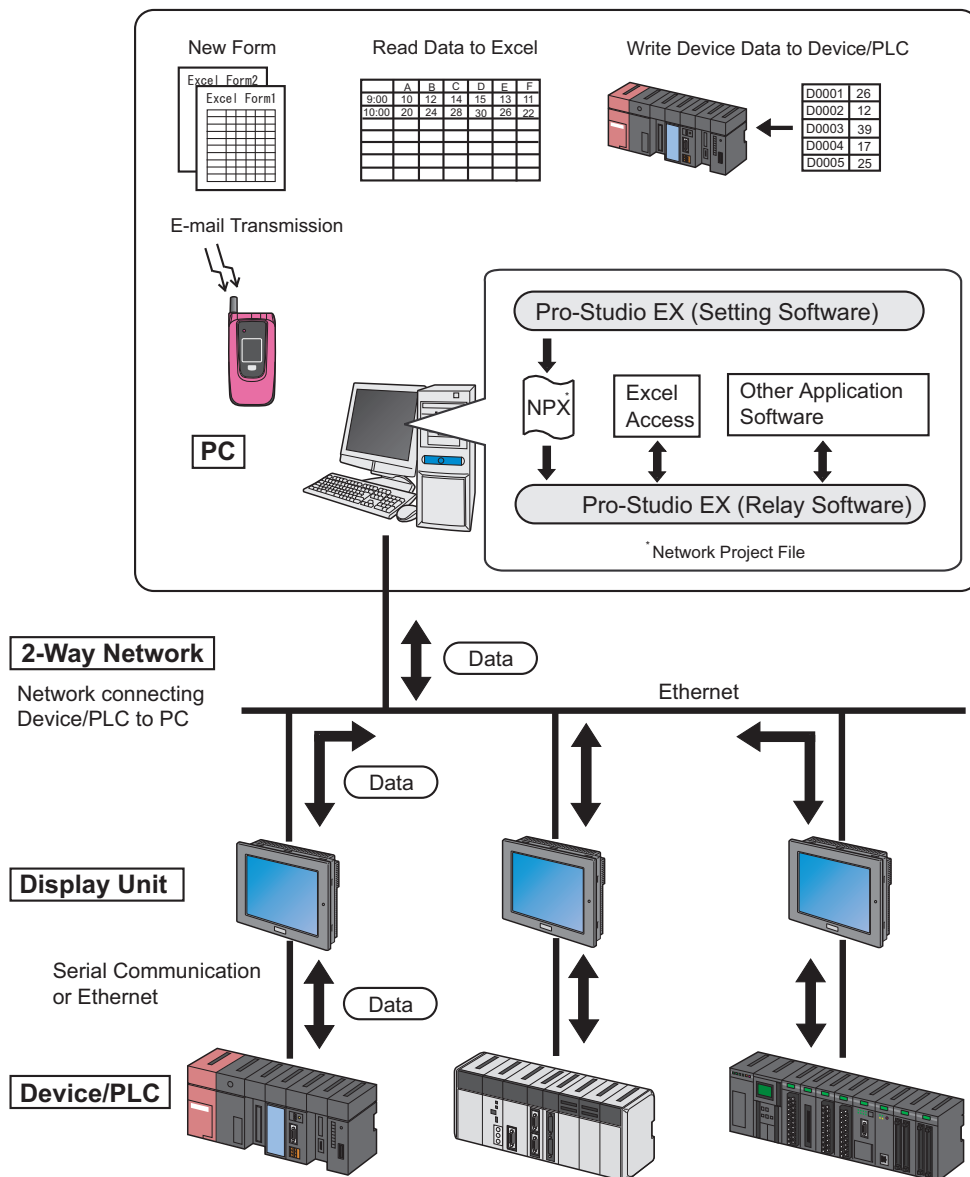 New Form
Read Data to Excel
Write Device Data to Device/PLC
Excel Form2
Excel Form1
A B C D E F
9:00 10 12 14 15 13 11
10:00 20 24 28 30 26 22
D0001 26
D0002 12
D0003 39
D0004 17
D0005 25
E-mail Transmission
PC
Pro-Studio EX (Setting Software)
NPX*
Excel
Access
Other Application
Software
Pro-Studio EX (Relay Software)
*Network Project File
2-Way Network
Data
Network connecting
Device/PLC to PC
Ethernet
Data
Display Unit
Serial Communication
or Ethernet
Data
Device/PLC